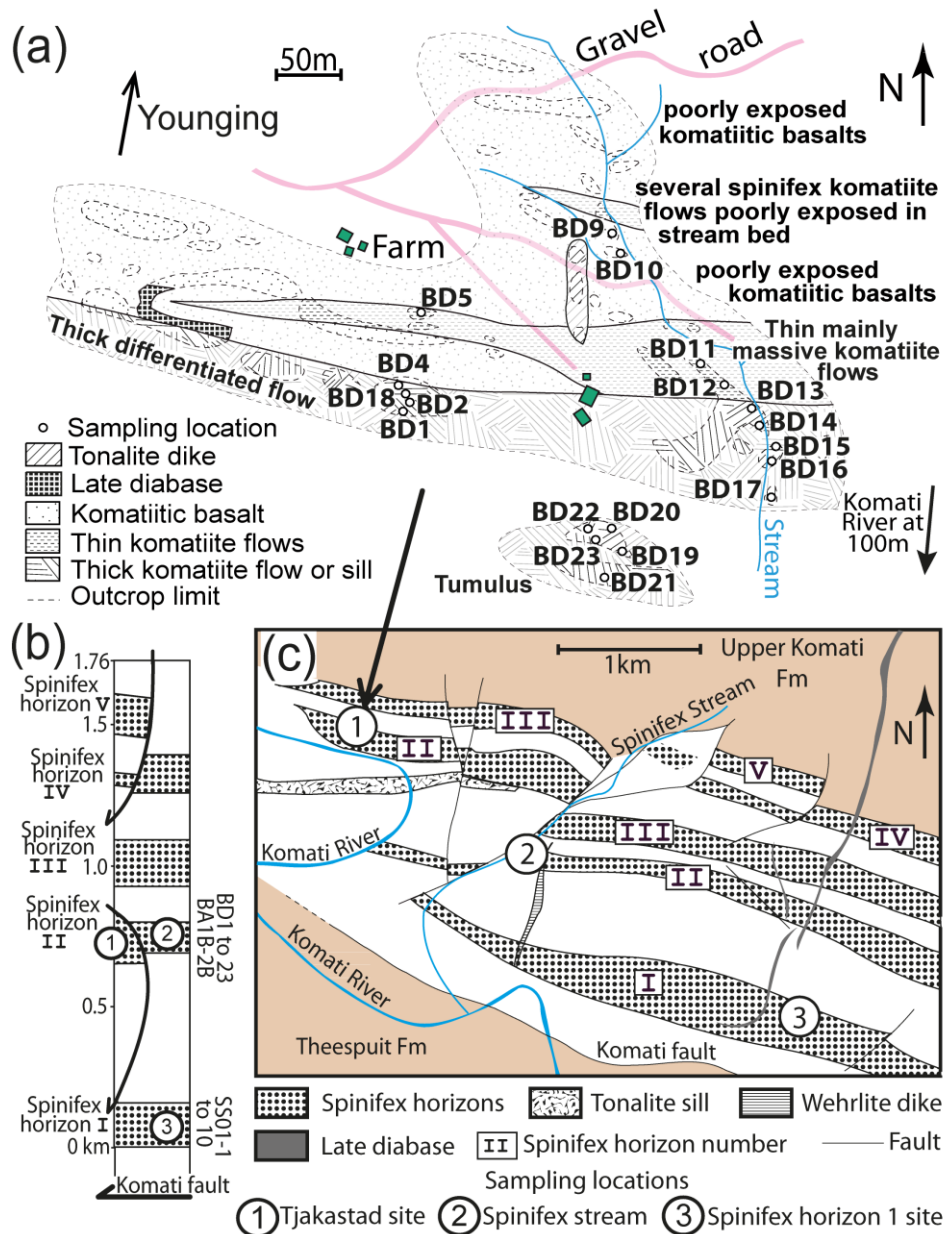 (a)
50m
Younging
Gravel
road
N
poorly exposed
komatiitic basalts
several spinifex komatiite
flows poorly exposed in
stream bed
BD9
BD10
Farm
poorly exposed
komatiitic basalts
BD5
Thin mainly
massive komatiite
flows
BD11
BD12
BD13
Thick differentiated flow
BD4
BD18
BD2
BD1
BD14
BD15
BD16
BD17
Komati
River at
100m
Stream
BD22
BD20
BD23
BD19
BD21
Tumulus
Sampling location
Tonalite dike
Late diabase
Komatiitic basalt
Thin komatiite flows
Thick komatiite flow or sill
Outcrop limit
(b)
1.76
Spinifex
horizon V
1.5
Spinifex
horizon
IV
Spinifex
horizon
III
1.0
Spinifex
horizon
II
1
2
BD1 to 23
BA1B-2B
0.5
Spinifex
horizon I
0 km
3
SS01-1
to 10
Komati fault
(c)
1km
Upper Komati
Fm
N
1
III
II
Spinifex Stream
V
IV
III
II
2
Komati River
I
3
Komati River
Theespuit Fm
Komati fault
Spinifex horizons
Tonalite sill
Wehrlite dike
Late diabase
II Spinifex horizon number
Fault
Sampling locations
1 Tjakastad site
2 Spinifex stream
3 Spinifex horizon 1 site